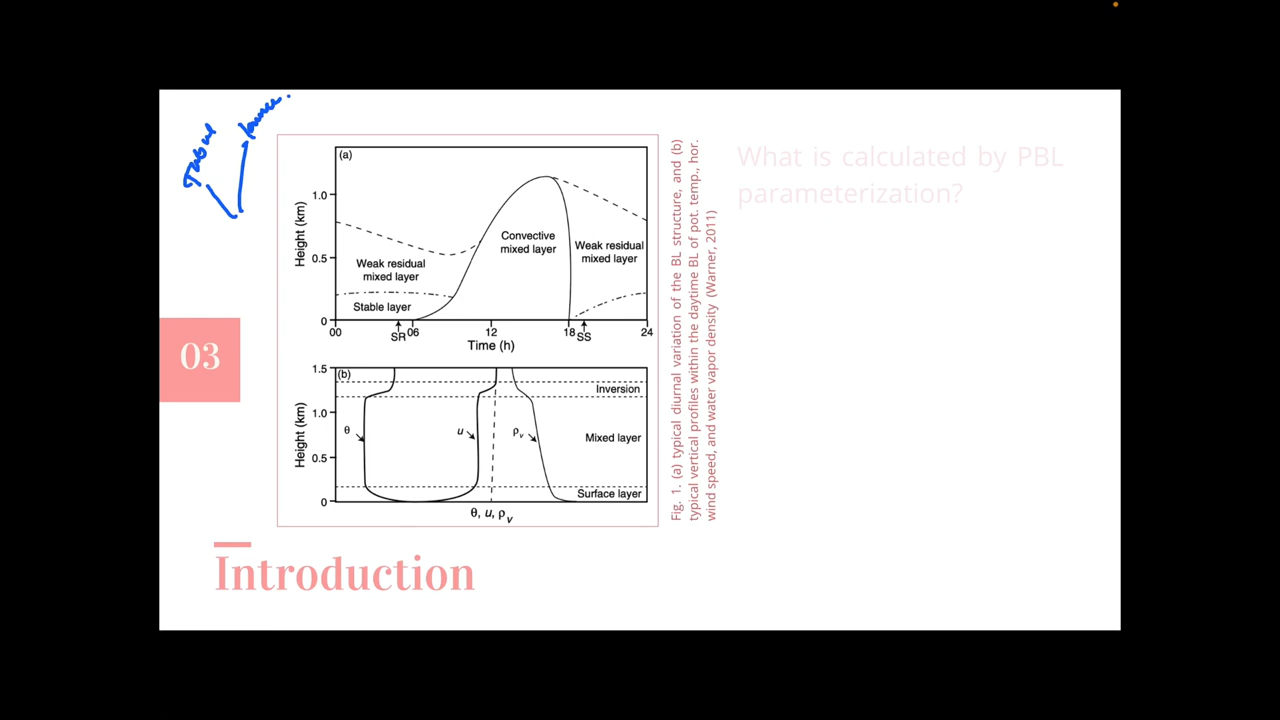 (a)
Height (km)
1.0
0.5
0
Convective
mixed layer
Weak residual
mixed layer
Weak residual
mixed layer
Stable layer
00 06 12 18 24
SR SS
Time (h)
(b)
Height (km)
1.5
1.0
0.5
0
Inversion
θ u ρv
Mixed layer
Surface layer
θ, u, ρv
Fig. 1. (a) typical diurnal variation of the BL structure, and (b)
typical vertical profiles within the daytime BL of pot. temp., hor.
wind speed, and water vapor density (Warner, 2011)
What is calculated by PBL
parameterization?
03
Introduction